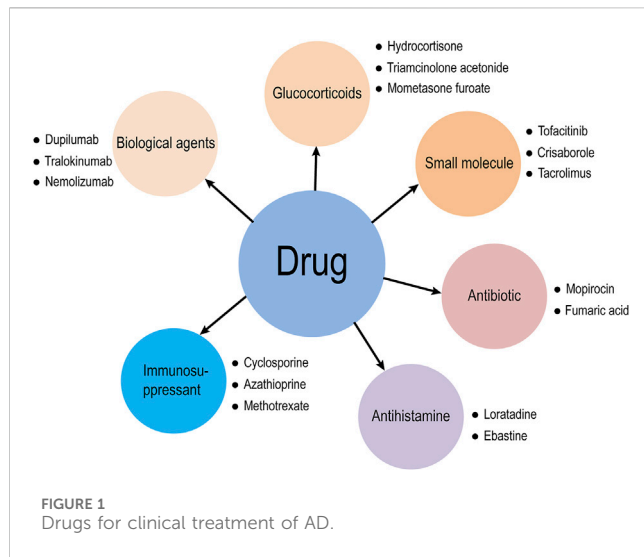 Glucocorticoids
● Hydrocortisone
● Triamcinolone acetonide
● Mometasone furoate
Biological agents
● Dupilumab
● Tralokinumab
● Nemolizumab
Small molecule
● Tofacitinib
● Crisaborole
● Tacrolimus
Drug
Antibiotic
● Mopirocin
● Fumaric acid
Immunosu-
ppressant
● Cyclosporine
● Azathioprine
● Methotrexate
Antihistamine
● Loratadine
● Ebastine
FIGURE 1
Drugs for clinical treatment of AD.